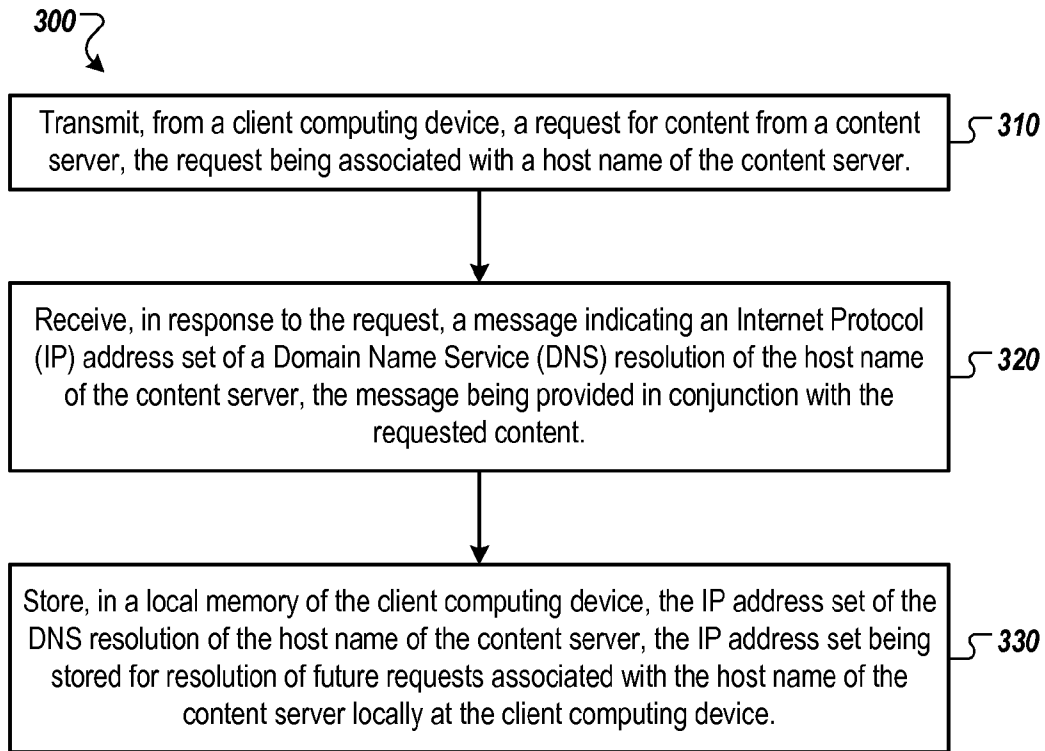 300
Transmit, from a client computing device, a request for content from a content
server, the request being associated with a host name of the content server.
310
Receive, in response to the request, a message indicating an Internet Protocol
(IP) address set of a Domain Name Service (DNS) resolution of the host name
of the content server, the message being provided in conjunction with the
requested content.
320
Store, in a local memory of the client computing device, the IP address set of the
DNS resolution of the host name of the content server, the IP address set being
stored for resolution of future requests associated with the host name of the
content server locally at the client computing device.
330